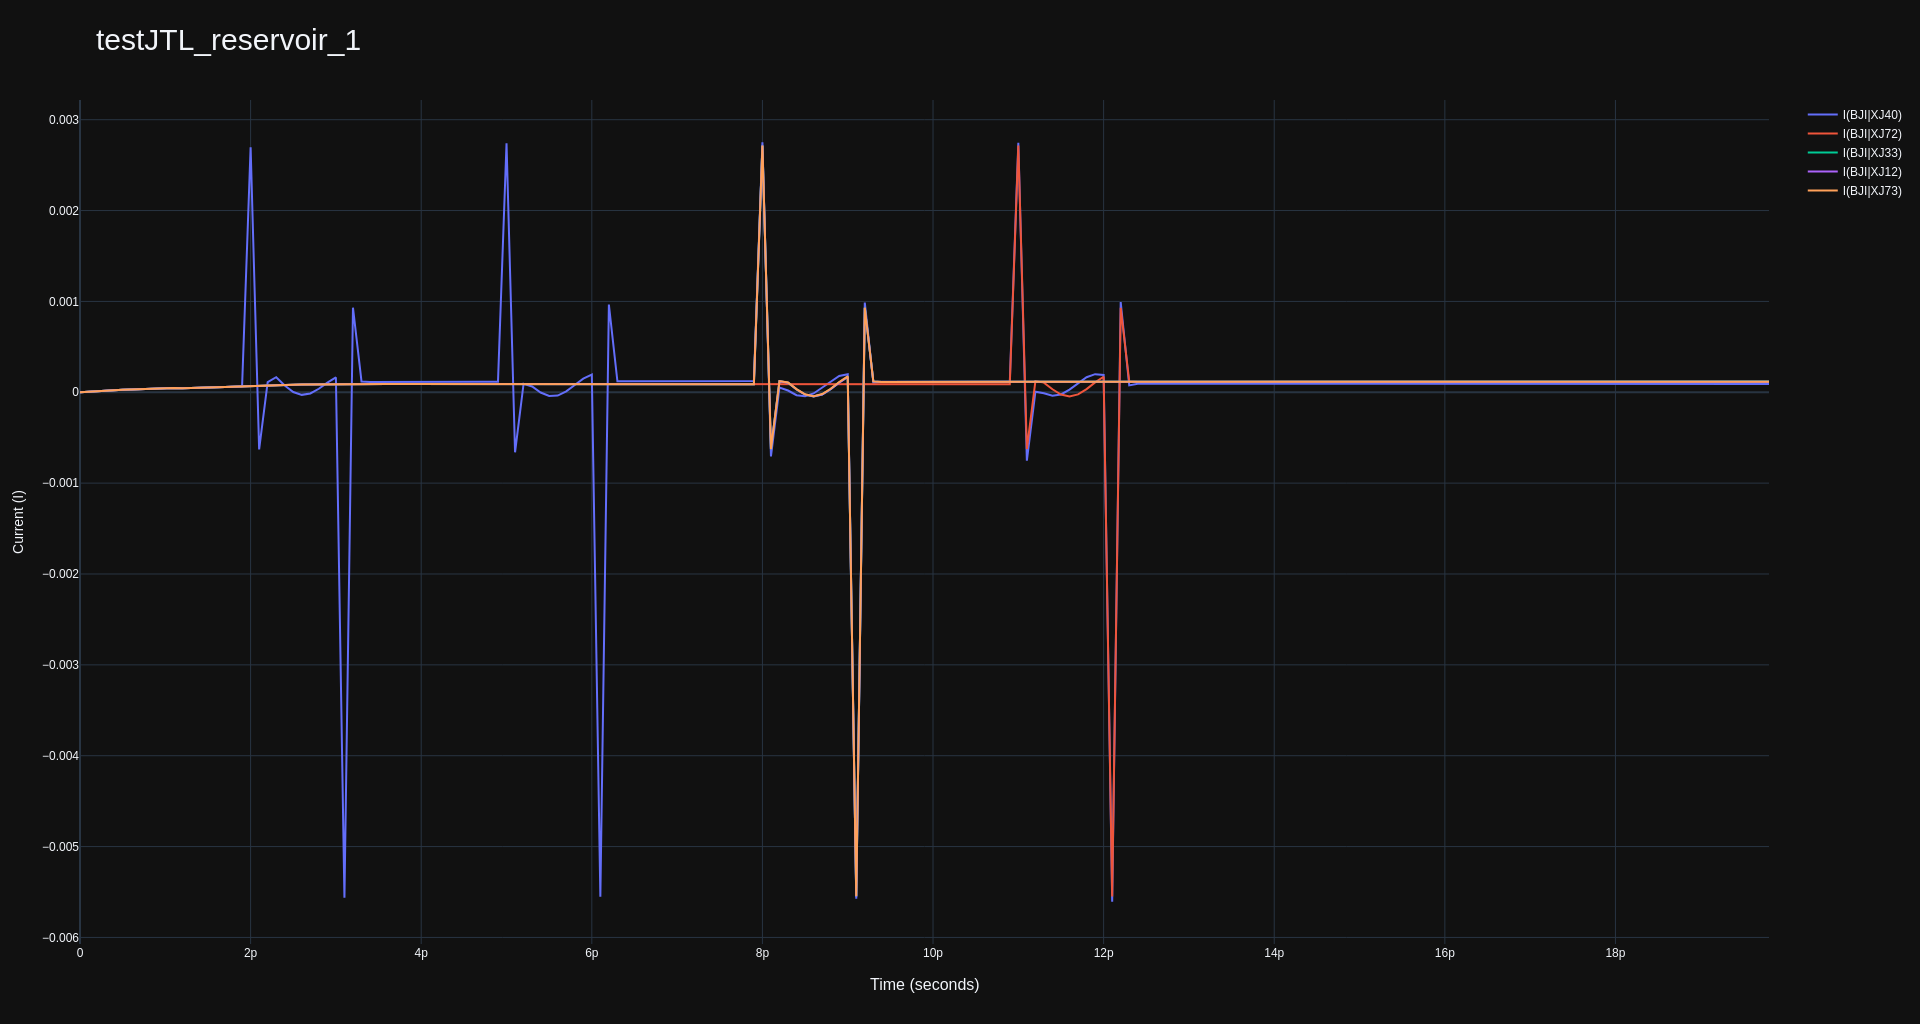 testJTL_reservoir_1
I(BJI|XJ40)
I(BJI|XJ72)
I(BJI|XJ33)
I(BJI|XJ12)
I(BJI|XJ73)
0.003
0.002
0.001
0
−0.001
−0.002
−0.003
−0.004
−0.005
−0.006
Current (I)
0 2p 4p 6p 8p 10p 12p 14p 16p 18p
Time (seconds)